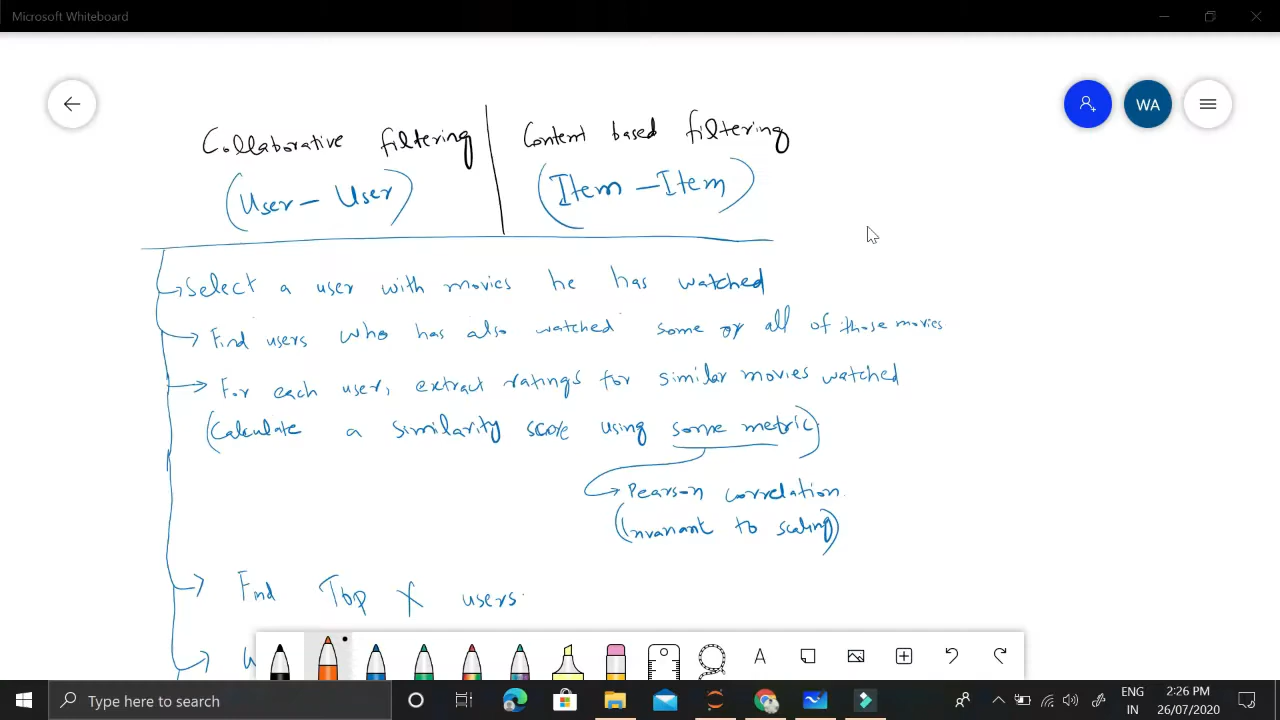 Microsoft Whiteboard
WA
Collaborative filtering
Content based filtering
(User - User)
(Item - Item)
Select a user with movies he has watched
Find users who has also watched some or all of those movies
For each user, extract ratings for similar movies watched
(Calculate a similarity score using some metric)
Pearson correlation
(Invariant to scaling)
Find Top X users
A
Type here to search
ENG
IN
2:26 PM
26/07/2020